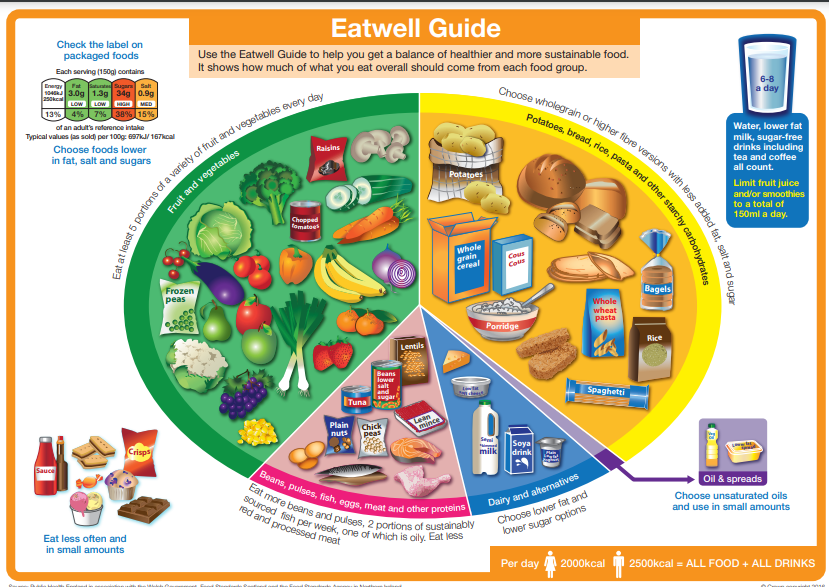 Eatwell Guide
Use the Eatwell Guide to help you get a balance of healthier and more sustainable food.
It shows how much of what you eat overall should come from each food group.
Check the label on
packaged foods
Each serving (150g) contains
Energy
1046kJ
250kcal
Fat
3.0g
LOW
Saturates
1.3g
LOW
Sugars
34g
HIGH
Salt
0.9g
MED
13% 4% 7% 38% 15%
of an adult's reference intake
Typical values (as sold) per 100g: 697kJ/ 167kcal
Choose foods lower
in fat, salt and sugars
Eat at least 5 portions of a variety of fruit and vegetables every day
Fruit and vegetables
Raisins
Chopped
tomatoes
Frozen
peas
Choose wholegrain or higher fibre versions with less added fat, salt and sugar
Potatoes, bread, rice, pasta and other starchy carbohydrates
Potatoes
Whole
grain
cereal
Cous
Cous
Porridge
Bagels
Whole
wheat
pasta
Rice
Spaghetti
6-8
a day
Water, lower fat
milk, sugar-free
drinks including
tea and coffee
all count.
Limit fruit juice
and/or smoothies
to a total of
150ml a day.
Lentils
Beans
lower
salt
and
sugar
Tuna
Plain
nuts
Chick
peas
Lean
mince
Beans, pulses, fish, eggs, meat and other proteins
Eat more beans and pulses, 2 portions of sustainably
sourced fish per week, one of which is oily. Eat less
red and processed meat
Semi
milk
Soya
drink
Dairy and alternatives
Choose lower fat and
lower sugar options
Sauce
Crisps
Eat less often and
in small amounts
Oil & spreads
Choose unsaturated oils
and use in small amounts
Per day 2000kcal 2500kcal = ALL FOOD + ALL DRINKS